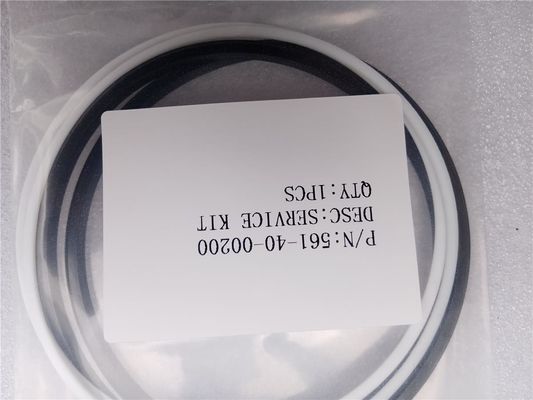 P/N:561-40-00200
DESC:SERVICE KIT
QTY:1PCS